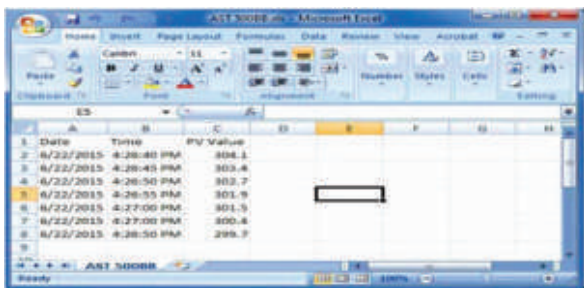 AST 500BB.xls - Microsoft Excel
Home Insert Page Layout Formulas Data Review View Acrobat
Paste
Calibri 11
Number Styles Cells
Clipboard Font Alignment Editing
E5
A B C D E F G H
1 Date Time PV Value
2 6/22/2015 4:26:40 PM 304.1
3 6/22/2015 4:26:45 PM 303.4
4 6/22/2015 4:26:50 PM 302.7
5 6/22/2015 4:26:55 PM 301.9
6 6/22/2015 4:27:00 PM 301.5
7 6/22/2015 4:27:00 PM 300.4
8 6/22/2015 4:26:50 PM 299.7
9
AST 500BB
Ready 100%